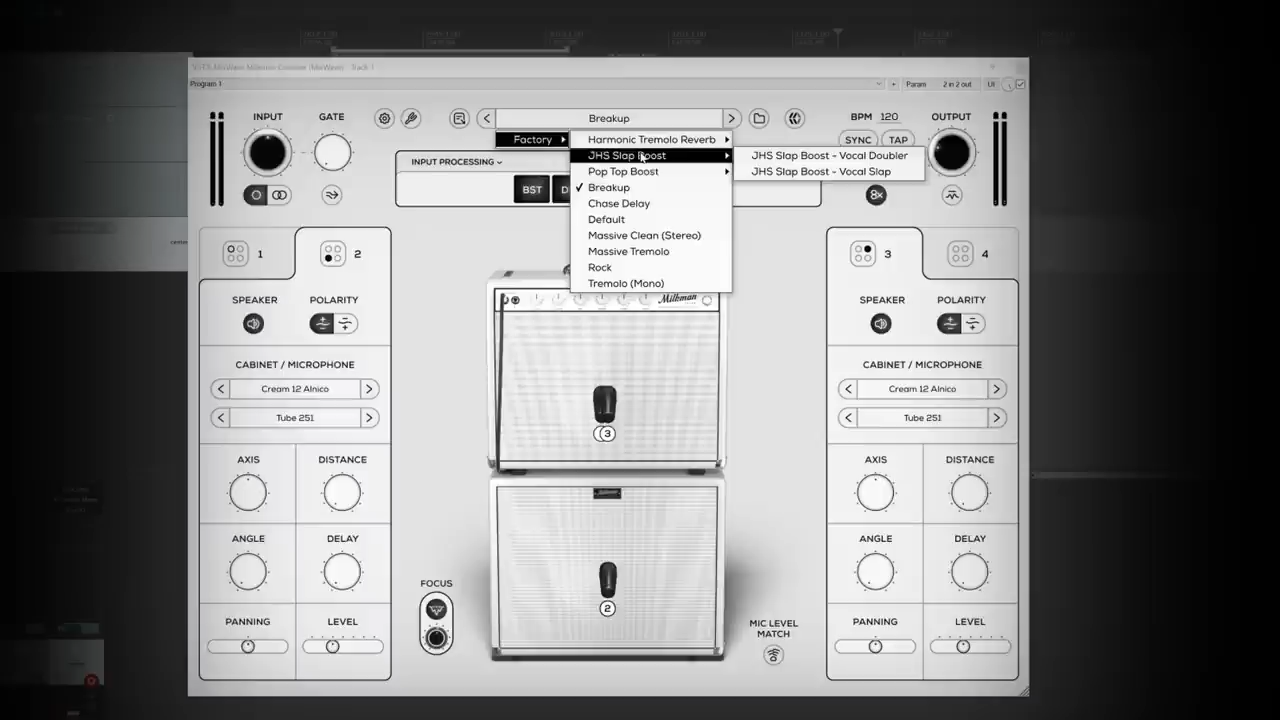 Program 1
+
Param
2 in 2 out
UI
INPUT
GATE
Breakup
BPM 120
OUTPUT
SYNC
TAP
Factory
Harmonic Tremolo Reverb
JHS Slap Boost
Pop Top Boost
Breakup
Chase Delay
Default
Massive Clean (Stereo)
Massive Tremolo
Rock
Tremolo (Mono)
JHS Slap Boost - Vocal Doubler
JHS Slap Boost - Vocal Slap
INPUT PROCESSING
BST
8x
1
2
SPEAKER
POLARITY
CABINET / MICROPHONE
Cream 12 Alnico
Tube 251
AXIS
DISTANCE
ANGLE
DELAY
PANNING
LEVEL
Milkman
3
2
FOCUS
MIC LEVEL
MATCH
3
4
SPEAKER
POLARITY
CABINET / MICROPHONE
Cream 12 Alnico
Tube 251
AXIS
DISTANCE
ANGLE
DELAY
PANNING
LEVEL